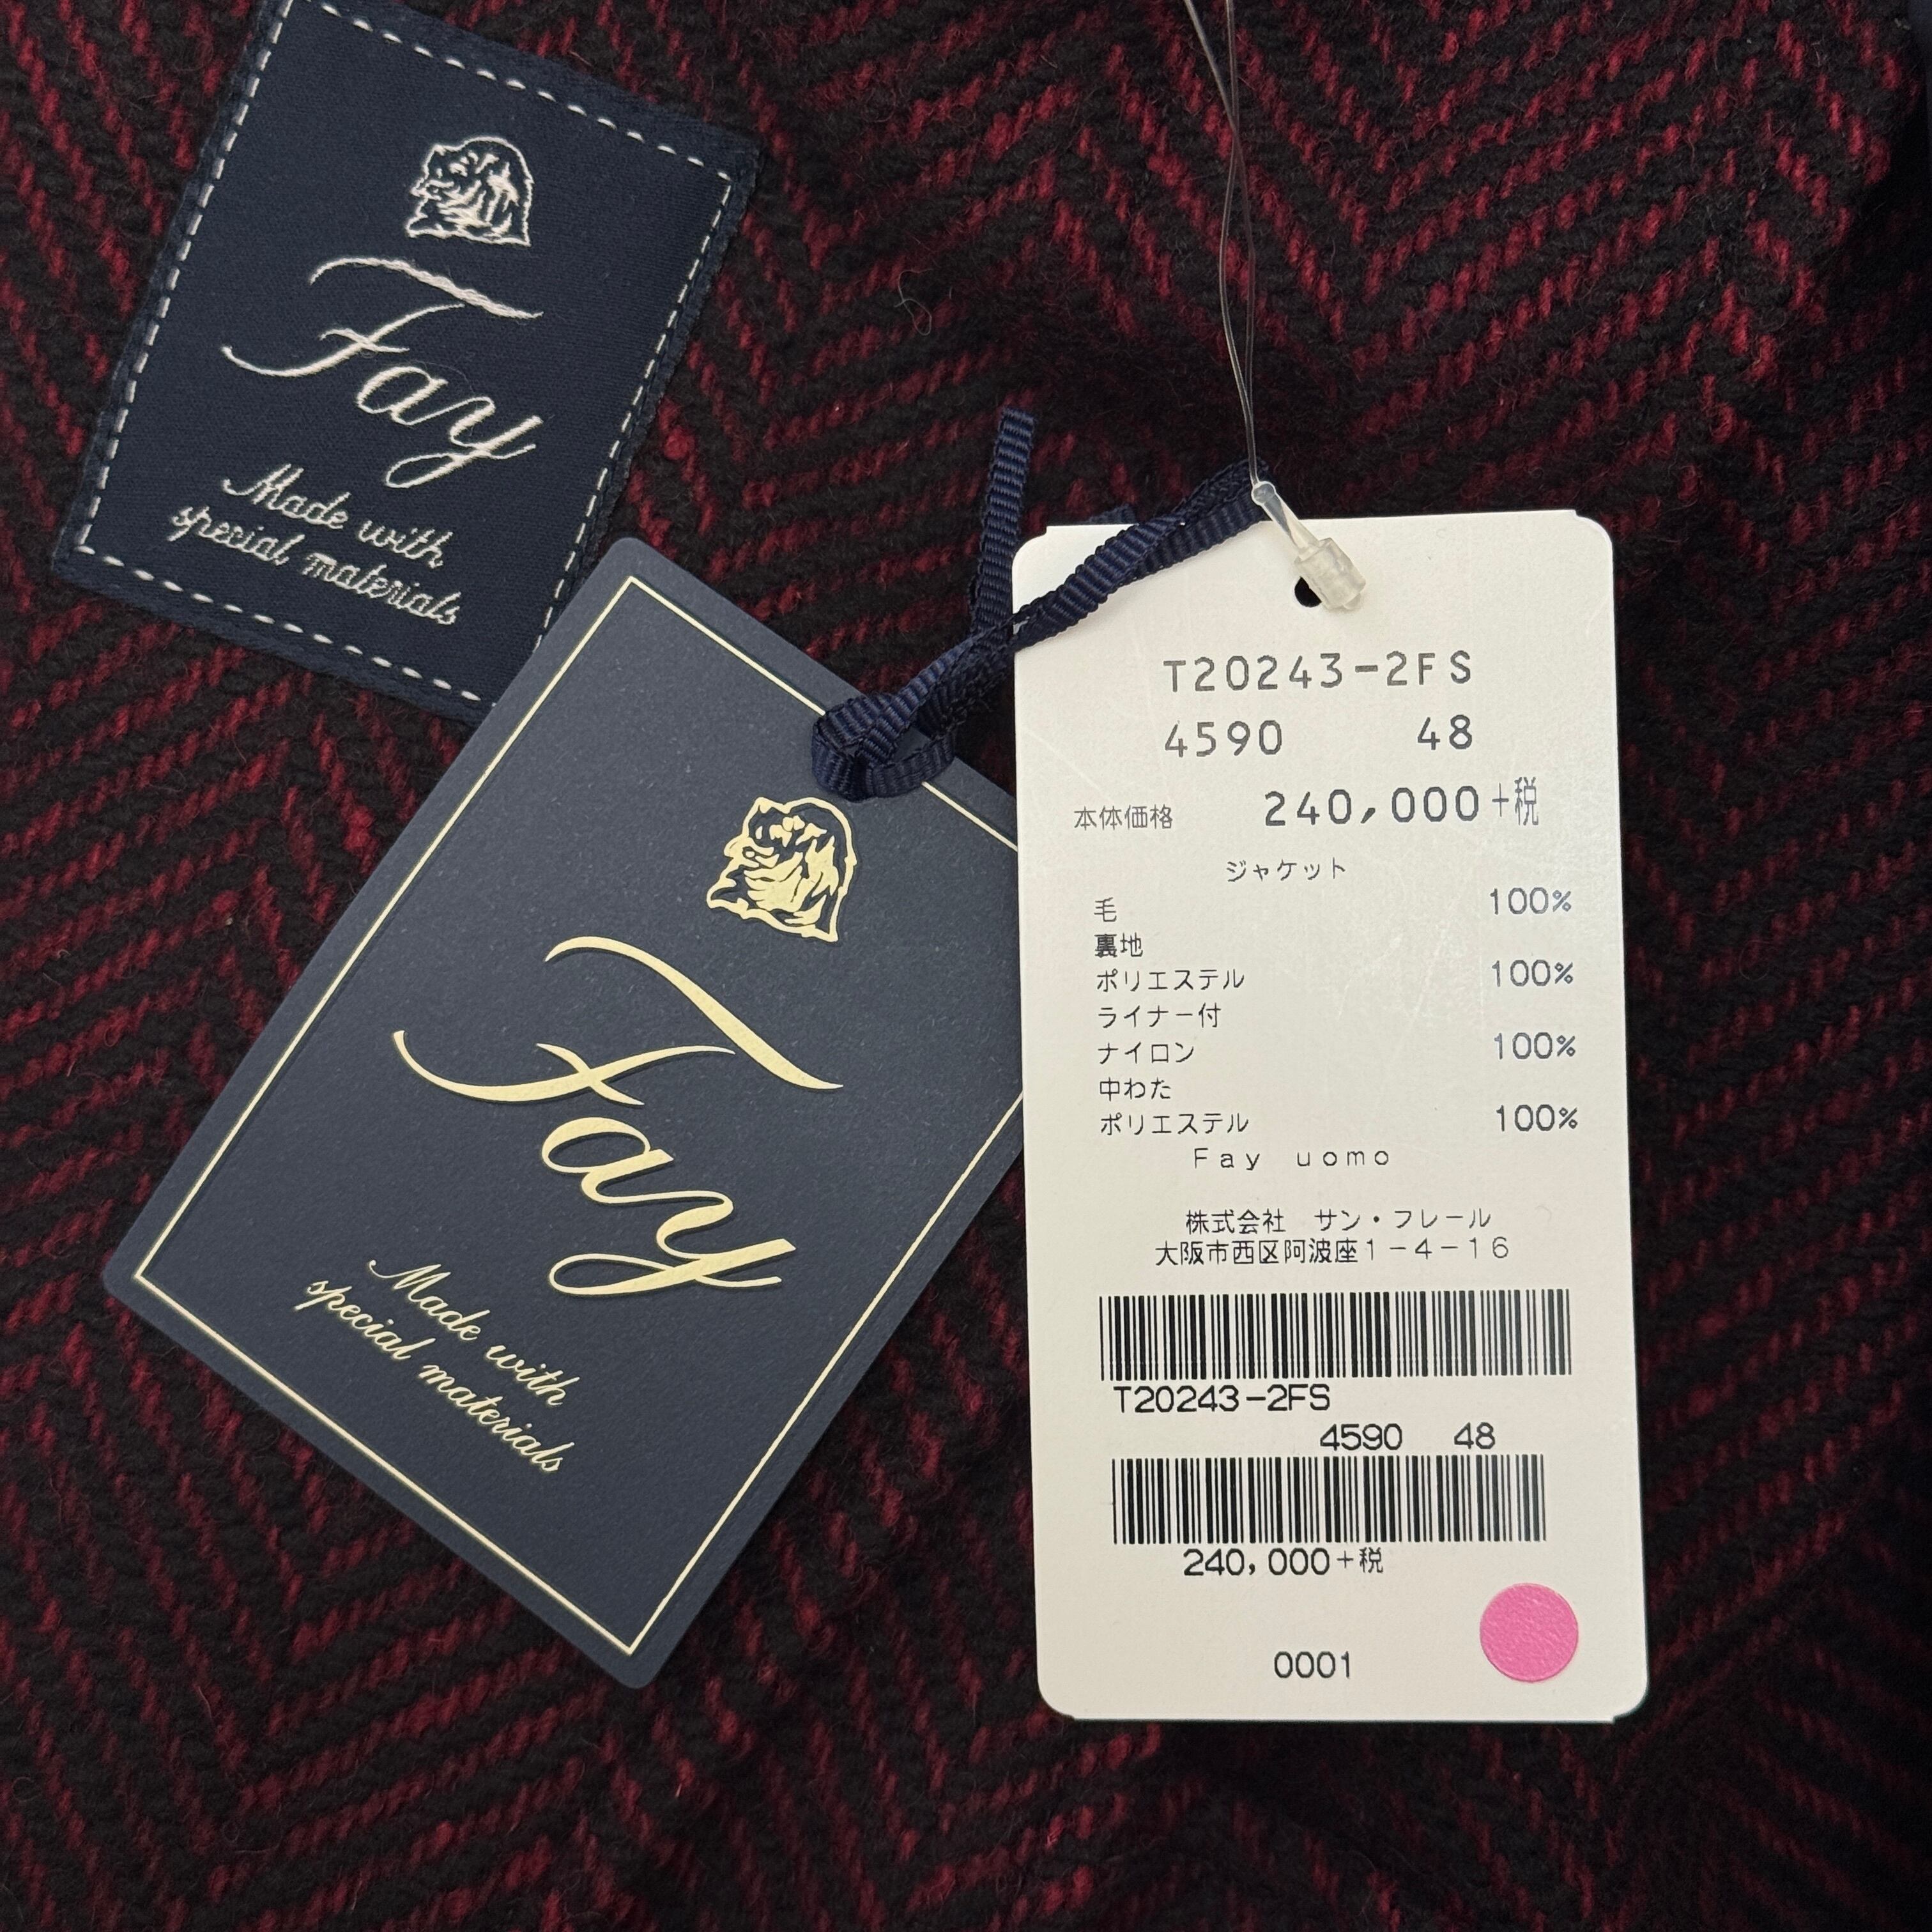 Fay
Made with
special materials
Fay
Made with
special materials
T20243-2FS
4590 48
本体価格 240,000+税
ジャケット
毛 100%
裏地
ポリエステル 100%
ライナー付
ナイロン 100%
中わた
ポリエステル 100%
Fay uomo
株式会社 サン・フレール
大阪市西区阿波座1-4-16
T20243-2FS
4590 48
240,000+税
0001